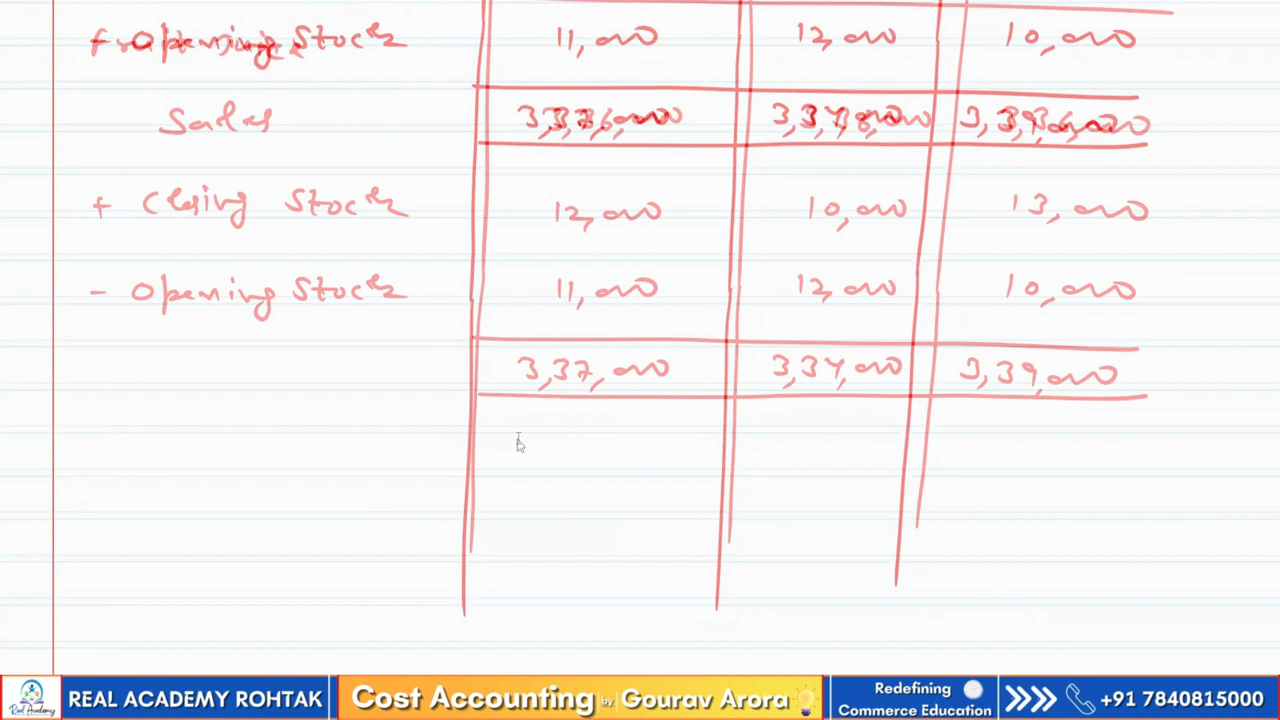 Opening Stock 11,000 12,000 10,000
Sales
+ Closing Stock 12,000 10,000 13,000
- Opening Stock 11,000 12,000 10,000
3,37,000 3,34,000 3,39,000
Real Academy REAL ACADEMY ROHTAK Cost Accounting by Gourav Arora Redefining Commerce Education +91 7840815000